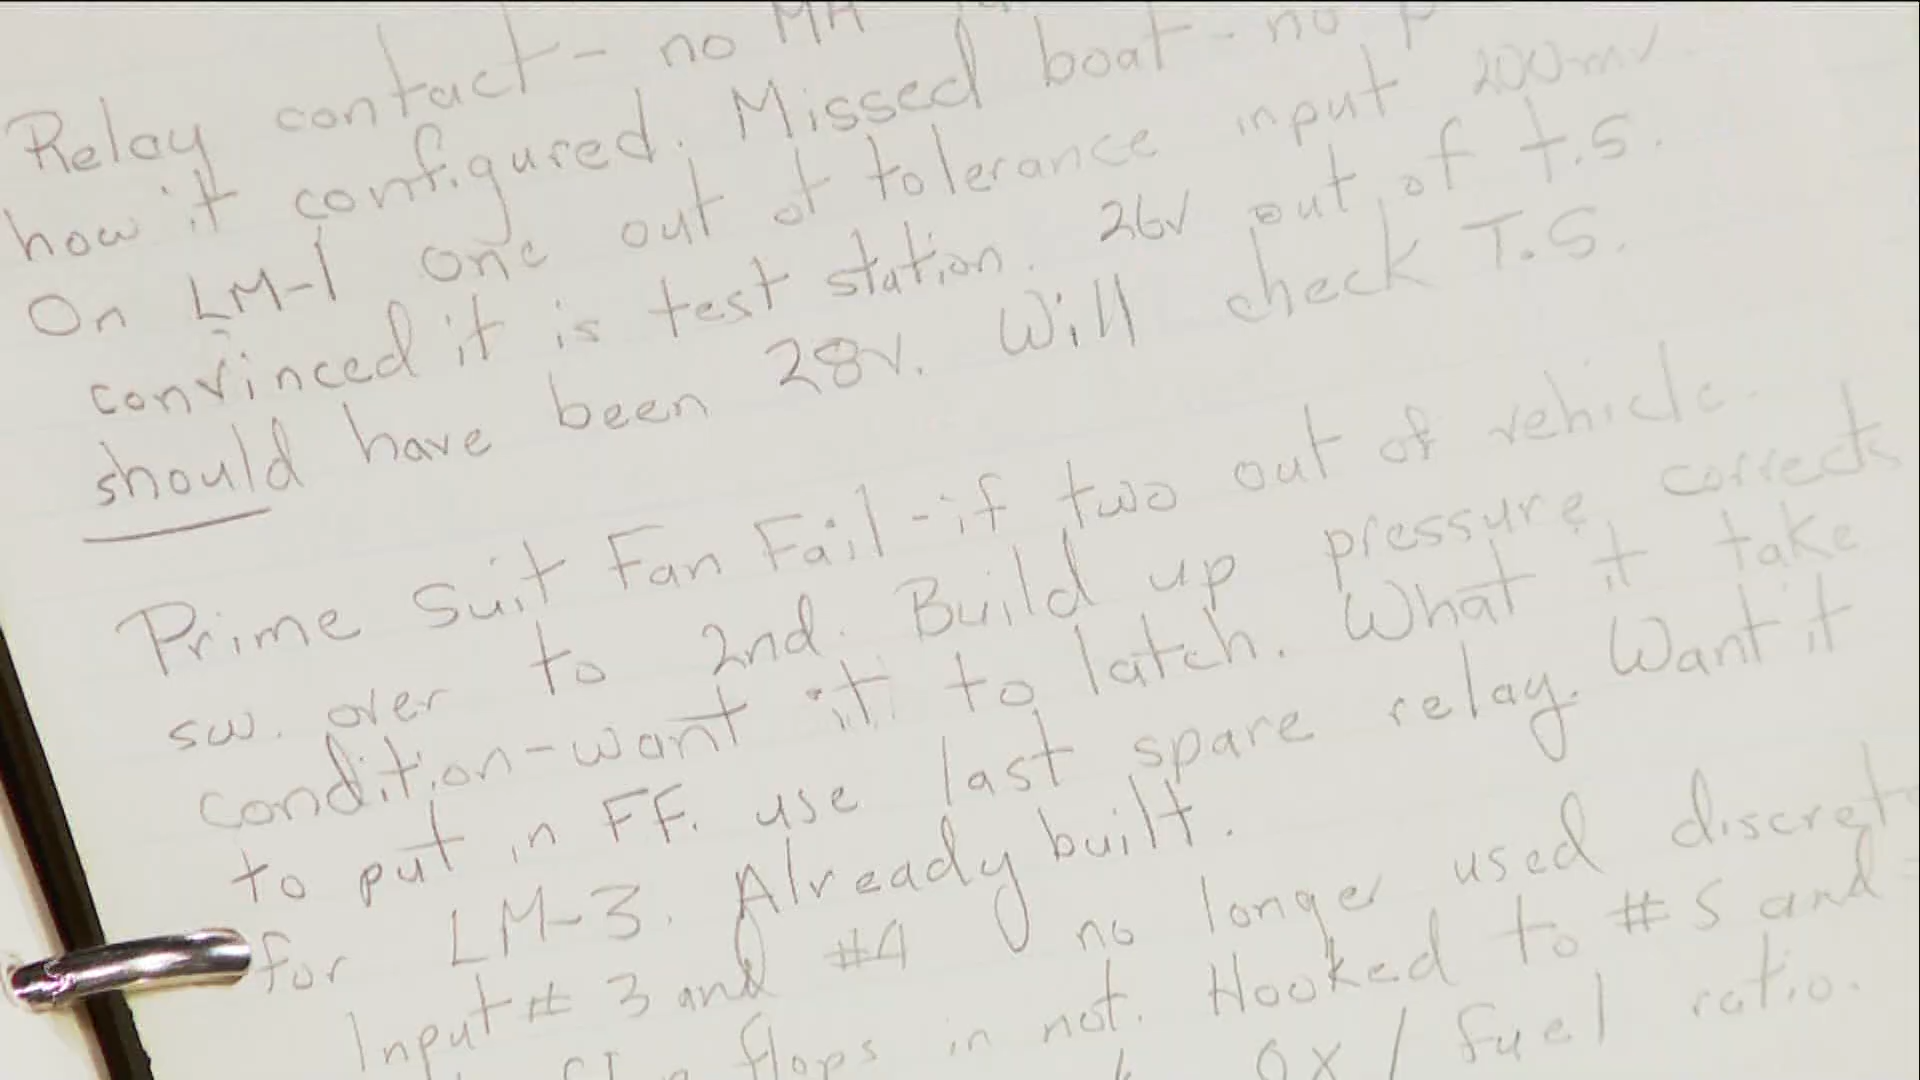 Relay contact - no MA
how it configured. Missed boat - no
On LM-1 one out of tolerance input 200mv.
convinced it is test station. 26v out of T.S.
should have been 28v. Will check T.S.
Prime Suit Fan Fail - if two out of vehicle.
sw. over to 2nd. Build up pressure corrects
condition - want it to latch. What it take
to put in FF. use last spare relay. Want it
for LM-3. Already built.
Input # 3 and #4 no longer used
flops in not. Hooked to #5 and
OX / fuel ratio.